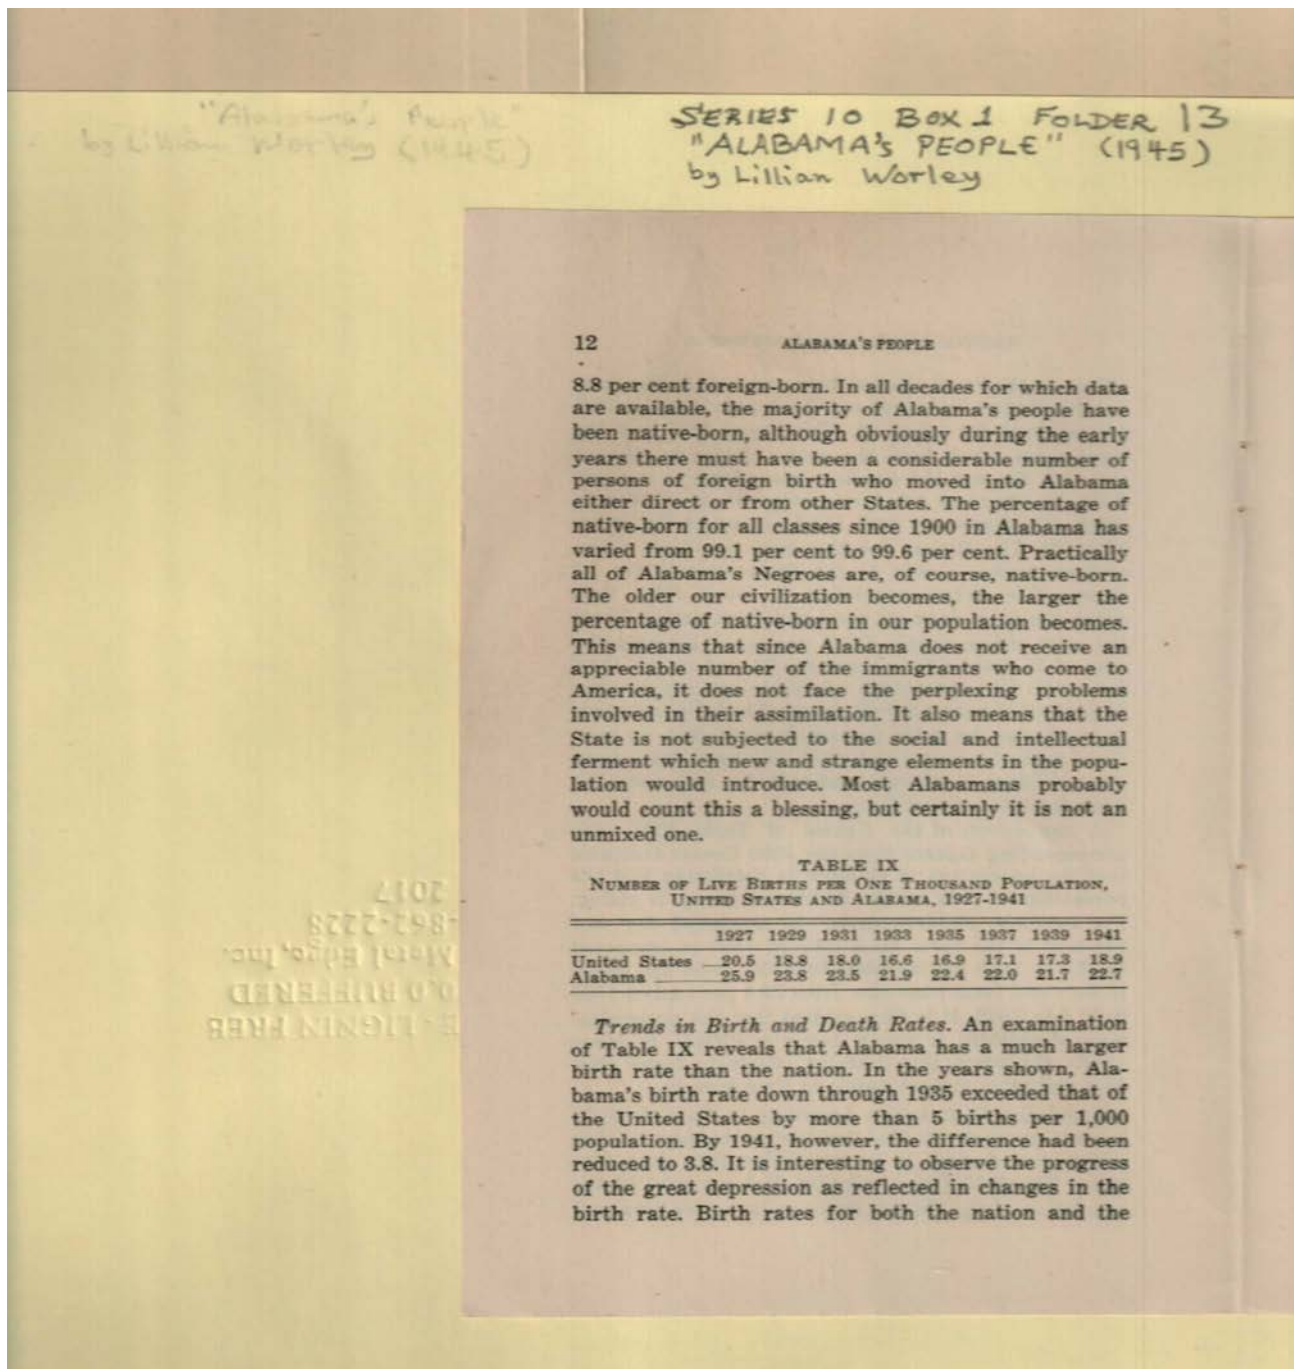 "Alabama's People"
by Lillian Worley (1945)
SERIES 10 BOX 1 FOLDER 13
"ALABAMA's PEOPLE" (1945)
by Lillian Worley
12 ALABAMA'S PEOPLE
8.8 per cent foreign-born. In all decades for which data
are available, the majority of Alabama's people have
been native-born, although obviously during the early
years there must have been a considerable number of
persons of foreign birth who moved into Alabama
either direct or from other States. The percentage of
native-born for all classes since 1900 in Alabama has
varied from 99.1 per cent to 99.6 per cent. Practically
all of Alabama's Negroes are, of course, native-born.
The older our civilization becomes, the larger the
percentage of native-born in our population becomes.
This means that since Alabama does not receive an
appreciable number of the immigrants who come to
America, it does not face the perplexing problems
involved in their assimilation. It also means that the
State is not subjected to the social and intellectual
ferment which new and strange elements in the popu-
lation would introduce. Most Alabamans probably
would count this a blessing, but certainly it is not an
unmixed one.
TABLE IX
NUMBER OF LIVE BIRTHS PER ONE THOUSAND POPULATION,
UNITED STATES AND ALABAMA, 1927-1941
1927 1929 1931 1933 1935 1937 1939 1941
United States 20.5 18.8 18.0 16.6 16.9 17.1 17.3 18.9
Alabama 25.9 23.8 23.5 21.9 22.4 22.0 21.7 22.7
Trends in Birth and Death Rates. An examination
of Table IX reveals that Alabama has a much larger
birth rate than the nation. In the years shown, Ala-
bama's birth rate down through 1935 exceeded that of
the United States by more than 5 births per 1,000
population. By 1941, however, the difference had been
reduced to 3.8. It is interesting to observe the progress
of the great depression as reflected in changes in the
birth rate. Birth rates for both the nation and the
E - LIGNIN FREE
0.0 BUFFERED
Metal Edge, Inc.
-862-2228
2017